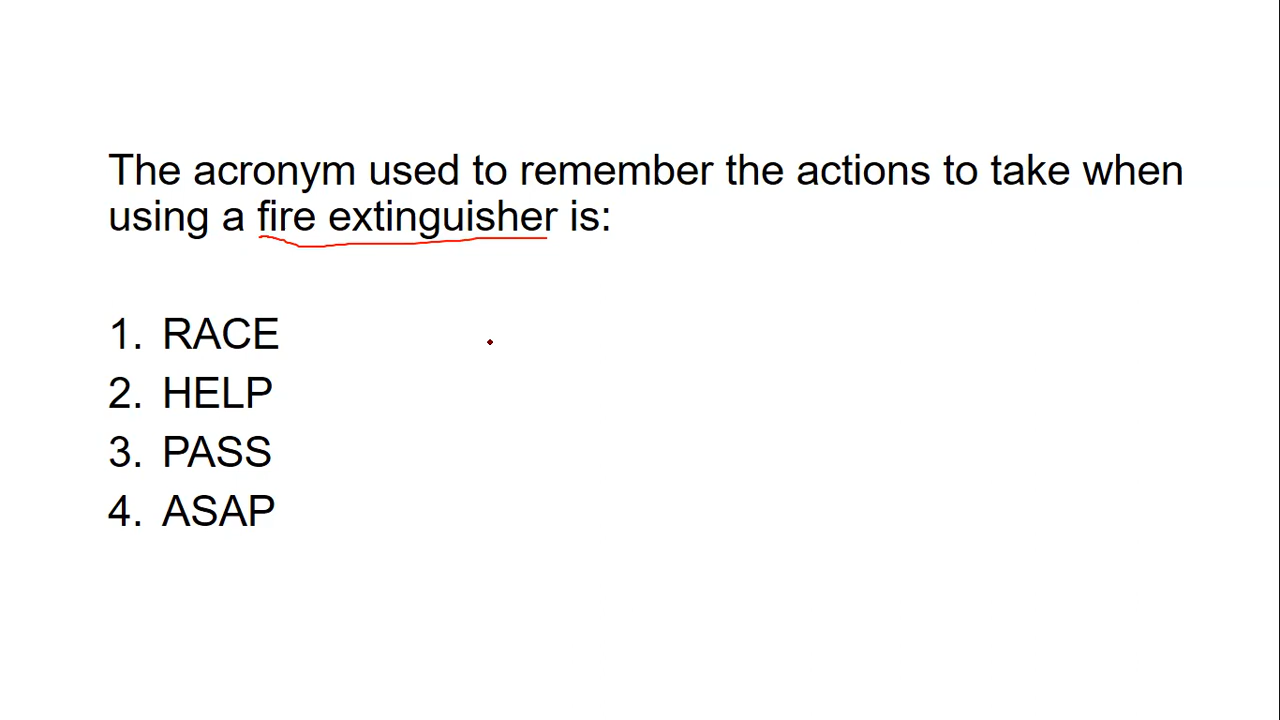 The acronym used to remember the actions to take when
using a fire extinguisher is:
1. RACE
2. HELP
3. PASS
4. ASAP